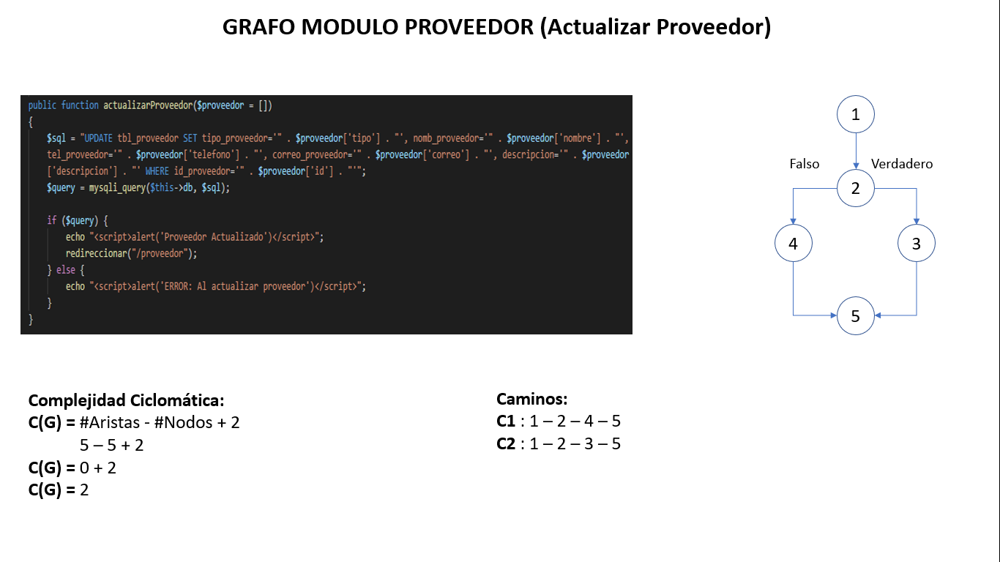 GRAFO MODULO PROVEEDOR (Actualizar Proveedor)
public function actualizarProveedor($proveedor = [])
{
$sql = "UPDATE tbl_proveedor SET tipo_proveedor='" . $proveedor['tipo'] . "', nomb_proveedor='" . $proveedor['nombre'] . "',
tel_proveedor='" . $proveedor['telefono'] . "', correo_proveedor='" . $proveedor['correo'] . "', descripcion='" . $proveedor
['descripcion'] . "' WHERE id_proveedor='" . $proveedor['id'] . "'";
$query = mysqli_query($this->db, $sql);
if ($query) {
echo "<script>alert('Proveedor Actualizado')</script>";
redireccionar("/proveedor");
} else {
echo "<script>alert('ERROR: Al actualizar proveedor')</script>";
}
}
1
Falso Verdadero
2
4 3
5
Complejidad Ciclomática:
C(G) = #Aristas - #Nodos + 2
5 – 5 + 2
C(G) = 0 + 2
C(G) = 2
Caminos:
C1 : 1 – 2 – 4 – 5
C2 : 1 – 2 – 3 – 5